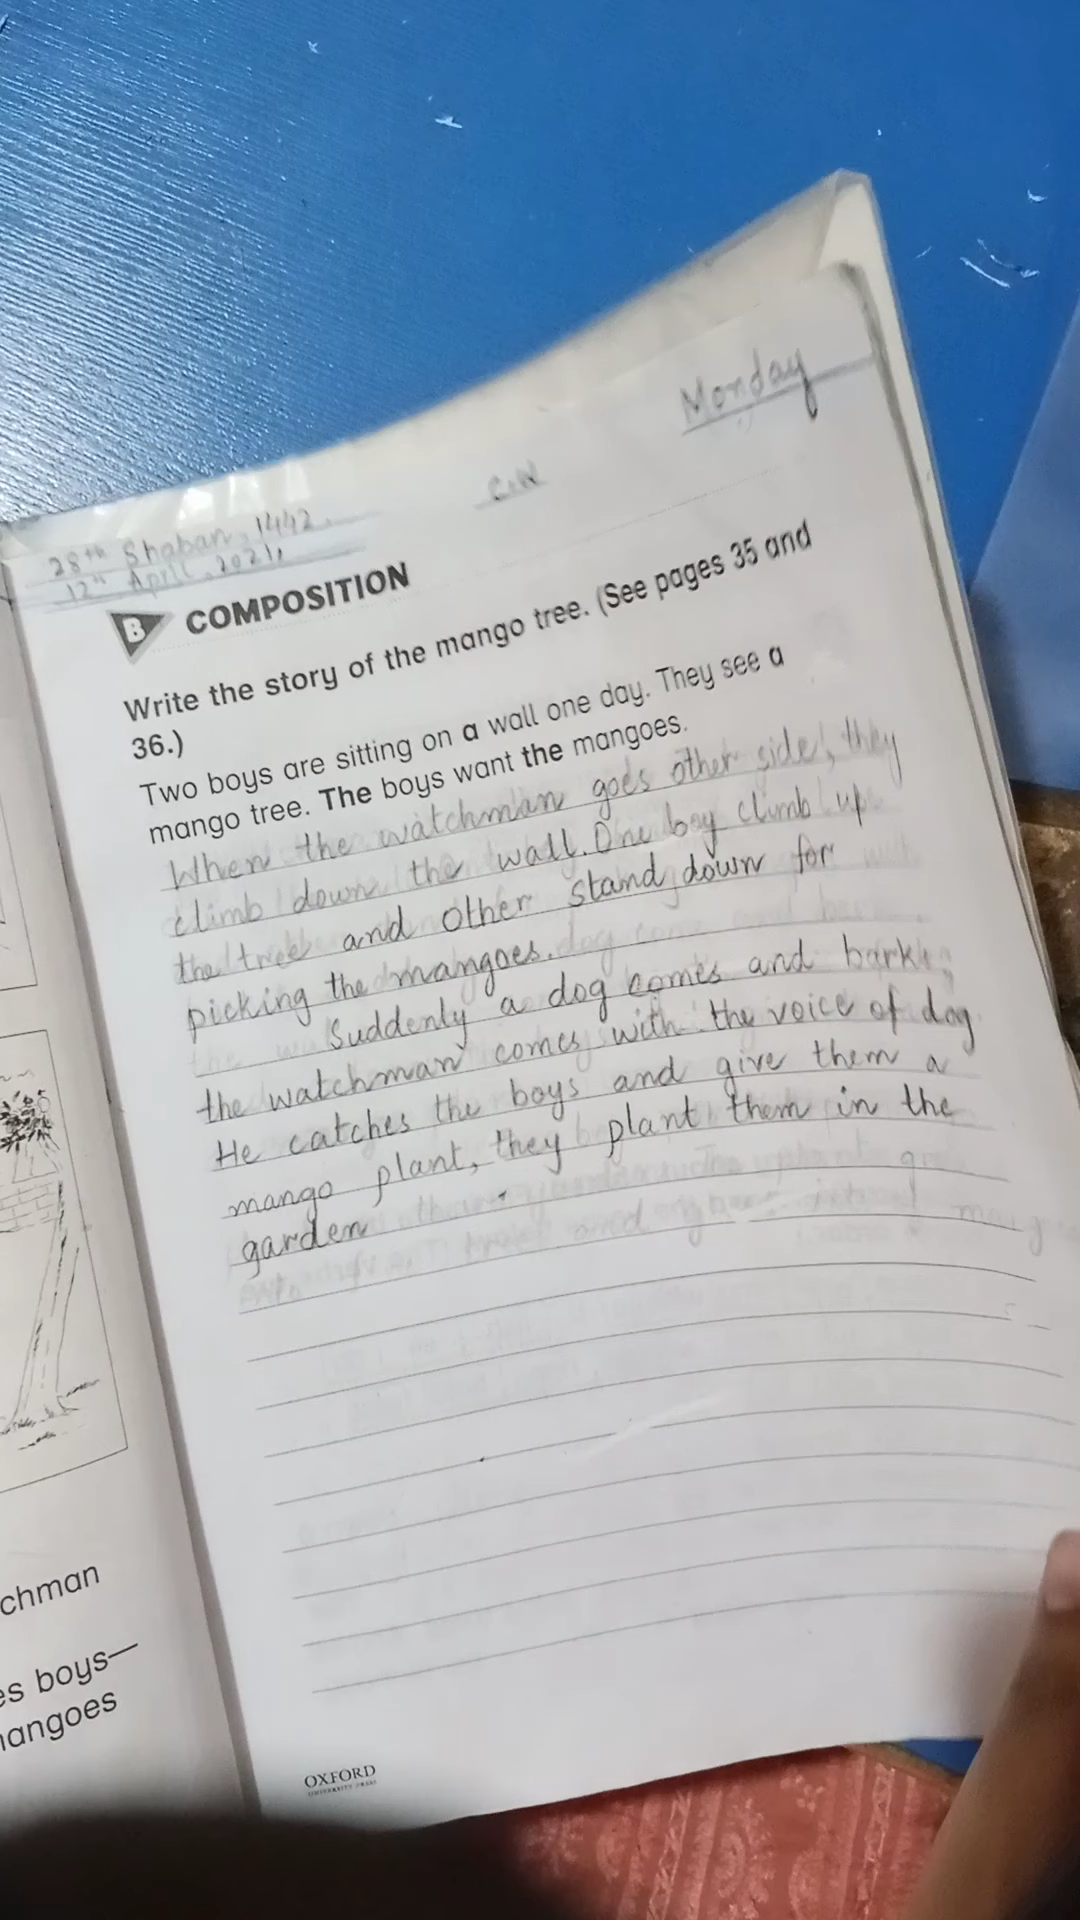 Monday
C.W
28th Shaban, 1442.
12th April, 2021,
B COMPOSITION
Write the story of the mango tree. (See pages 35 and
36.)
Two boys are sitting on a wall one day. They see a
mango tree. The boys want the mangoes.
When the watchman goes other side, they
climb down the wall. One boy climb up
the tree and other stand down for
picking the mangoes.
Suddenly a dog comes and bark,
the watchman comes with the voice of dog
He catches the boys and give them a
mango plant, they plant them in the
garden
chman
es boys—
mangoes
OXFORD
UNIVERSITY PRESS